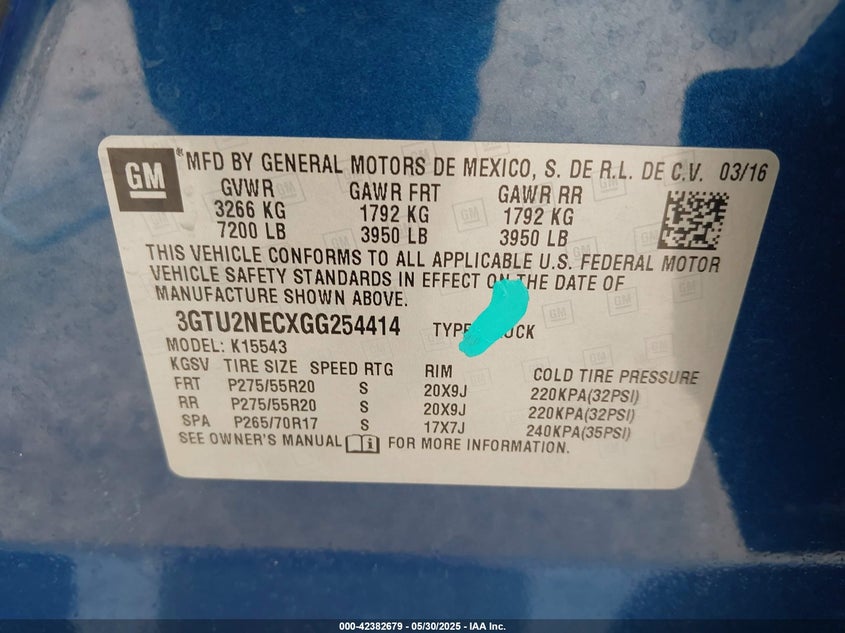 GM
MFD BY GENERAL MOTORS DE MEXICO, S. DE R.L. DE C.V. 03/16
GVWR GAWR FRT GAWR RR
3266 KG 1792 KG 1792 KG
7200 LB 3950 LB 3950 LB
THIS VEHICLE CONFORMS TO ALL APPLICABLE U.S. FEDERAL MOTOR
VEHICLE SAFETY STANDARDS IN EFFECT ON THE DATE OF
MANUFACTURE SHOWN ABOVE.
3GTU2NECXGG254414
MODEL: K15543
KGSV TIRE SIZE SPEED RTG RIM COLD TIRE PRESSURE
FRT P275/55R20 S 20X9J 220KPA(32PSI)
RR P275/55R20 S 20X9J 220KPA(32PSI)
SPA P265/70R17 S 17X7J 240KPA(35PSI)
SEE OWNER'S MANUAL FOR MORE INFORMATION.
000-42382679 - 05/30/2025 - IAA Inc.